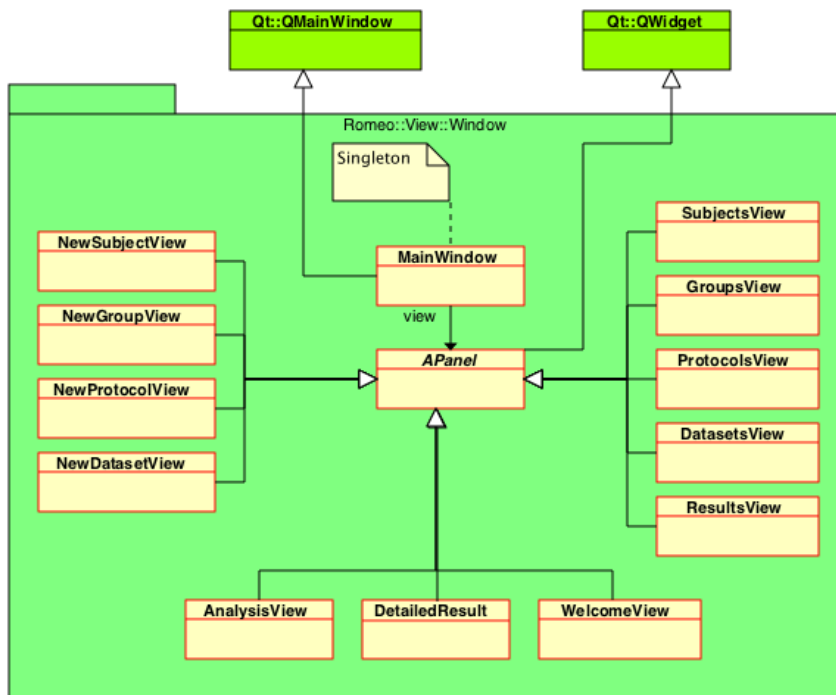 Qt::QMainWindow
Qt::QWidget
Romeo::View::Window
Singleton
MainWindow
view
APanel
NewSubjectView
NewGroupView
NewProtocolView
NewDatasetView
SubjectsView
GroupsView
ProtocolsView
DatasetsView
ResultsView
AnalysisView
DetailedResult
WelcomeView